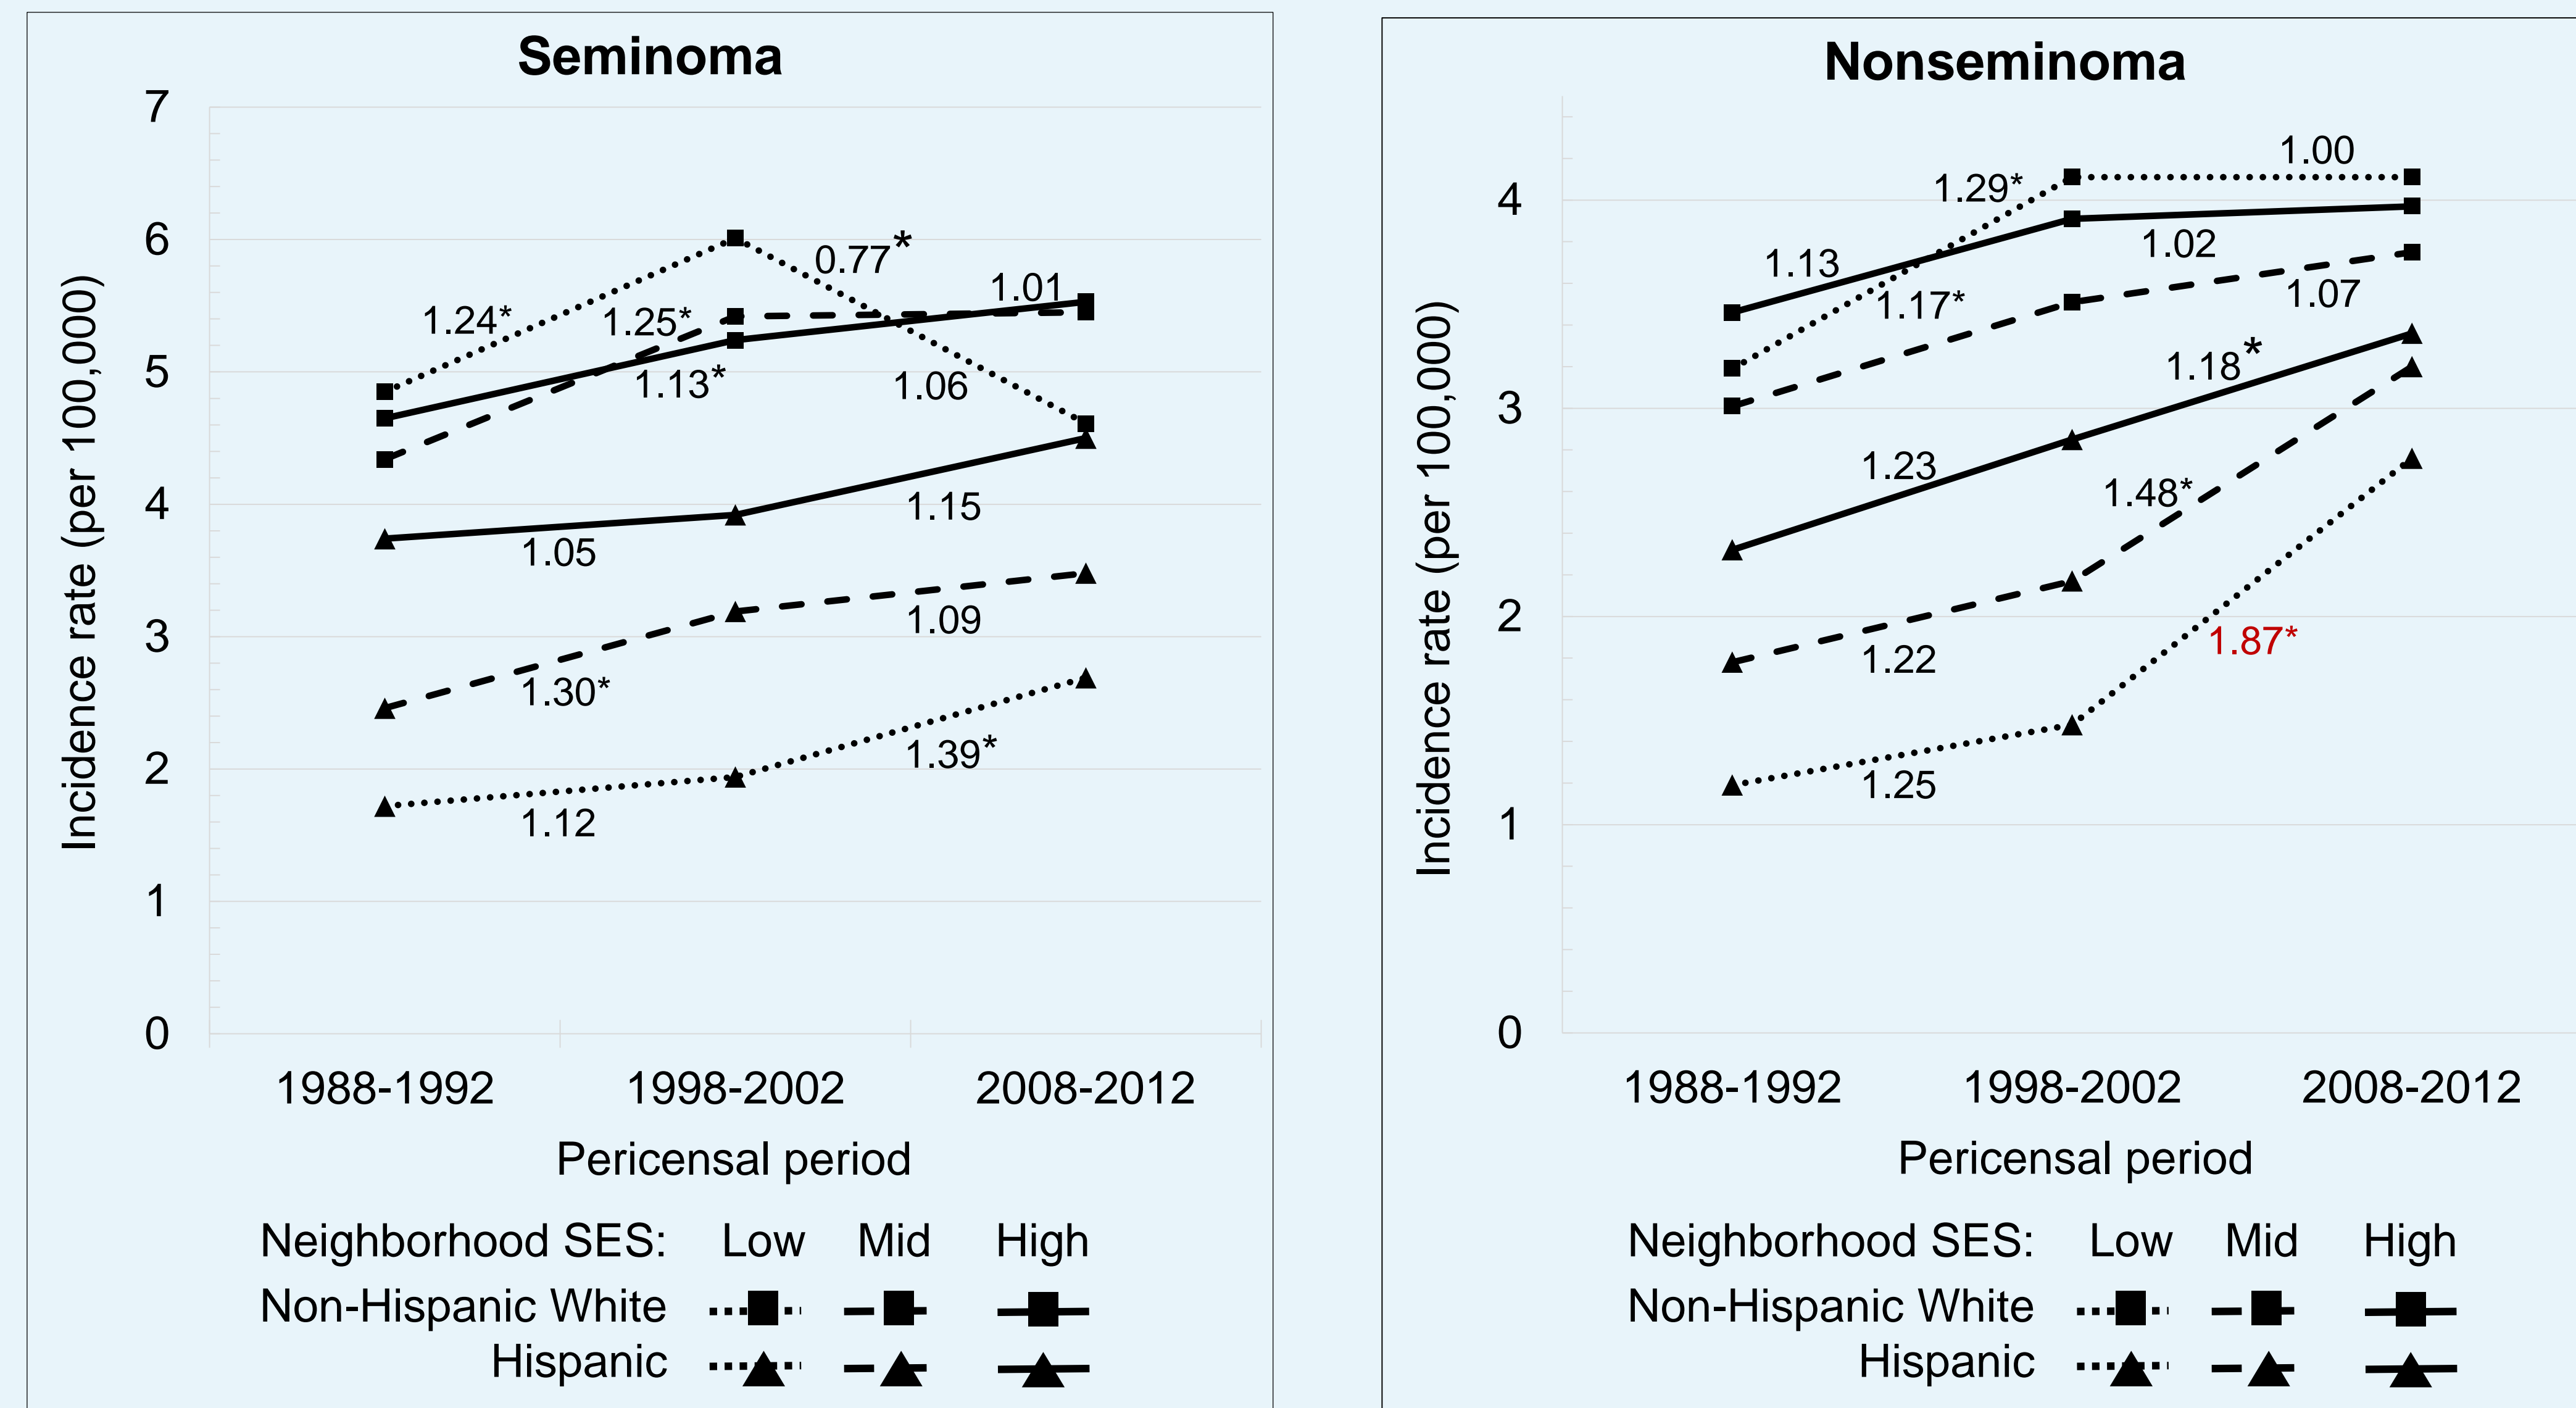 Seminoma
7
6
5
4
3
2
1
0
Incidence rate (per 100,000)
1.24*
1.25*
0.77*
1.01
1.13*
1.06
1.05
1.15
1.30*
1.09
1.12
1.39*
1988-1992 1998-2002 2008-2012
Pericensal period
Neighborhood SES: Low Mid High
Non-Hispanic White
Hispanic
Nonseminoma
4
3
2
1
0
Incidence rate (per 100,000)
1.00
1.29*
1.13
1.02
1.17*
1.07
1.18*
1.23
1.48*
1.22
1.87*
1.25
1988-1992 1998-2002 2008-2012
Pericensal period
Neighborhood SES: Low Mid High
Non-Hispanic White
Hispanic